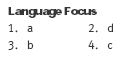 Language Focus
1. a 2. d
3. b 4. c